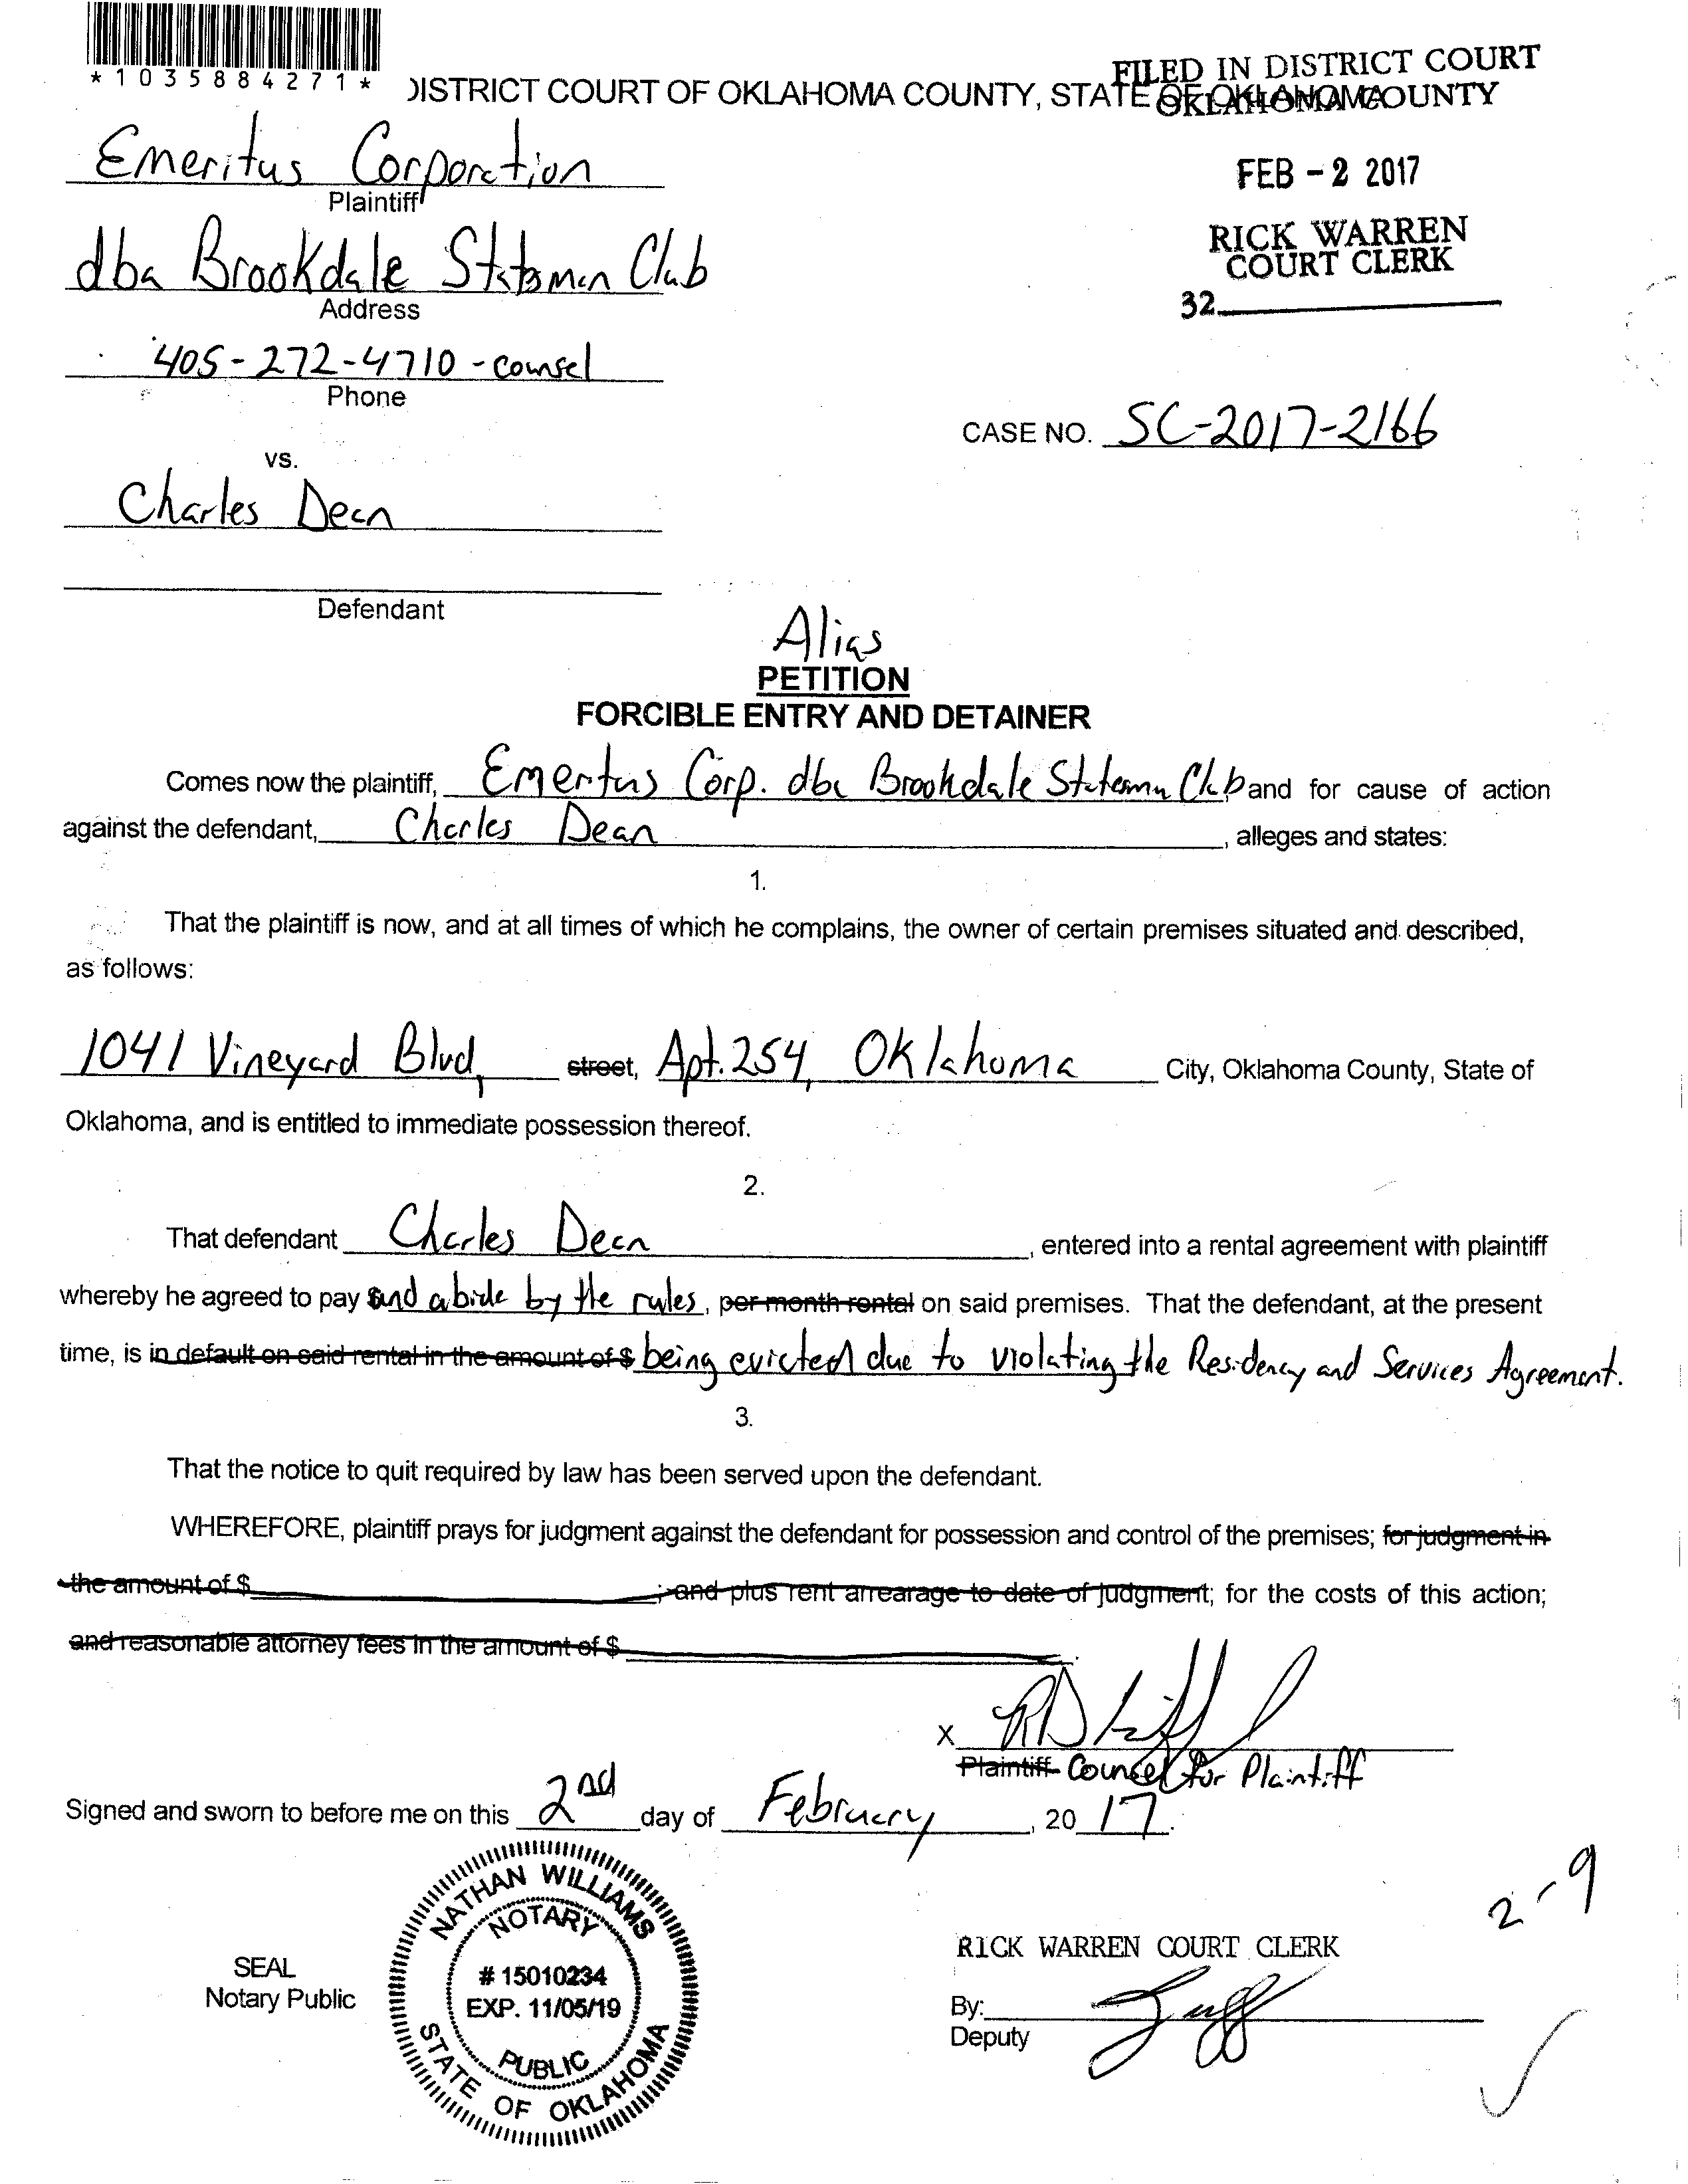 *1035884271*
DISTRICT COURT OF OKLAHOMA COUNTY, STATE OF OKLAHOMA
FILED IN DISTRICT COURT
OKLAHOMA COUNTY
Emeritus Corporation
Plaintiff
FEB - 2 2017
dba Brookdale Statesman Club
Address
RICK WARREN
COURT CLERK
32
405-272-4710 - counsel
Phone
CASE NO. SC-2017-2166
vs.
Charles Dean
Defendant
Alias
PETITION
FORCIBLE ENTRY AND DETAINER
Comes now the plaintiff, Emeritus Corp. dba Brookdale Statesman Club and for cause of action
against the defendant, Charles Dean, alleges and states:
1.
That the plaintiff is now, and at all times of which he complains, the owner of certain premises situated and described,
as follows:
1041 Vineyard Blvd, street, Apt. 254, Oklahoma City, Oklahoma County, State of
Oklahoma, and is entitled to immediate possession thereof.
2.
That defendant Charles Dean, entered into a rental agreement with plaintiff
whereby he agreed to pay and abide by the rules, per month rental on said premises. That the defendant, at the present
time, is in default on said rental in the amount of $ being evicted due to violating the Residency and Services Agreement.
3.
That the notice to quit required by law has been served upon the defendant.
WHEREFORE, plaintiff prays for judgment against the defendant for possession and control of the premises; for judgment in
the amount of $ ; and plus rent arrearage to date of judgment; for the costs of this action;
and reasonable attorney fees in the amount of $ .
X
Plaintiff Counsel for Plaintiff
Signed and sworn to before me on this 2nd day of February, 2017.
NATHAN WILLIAMS
NOTARY
# 15010234
EXP. 11/05/19
PUBLIC
STATE OF OKLAHOMA
SEAL
Notary Public
2-9
RICK WARREN COURT CLERK
By:
Deputy